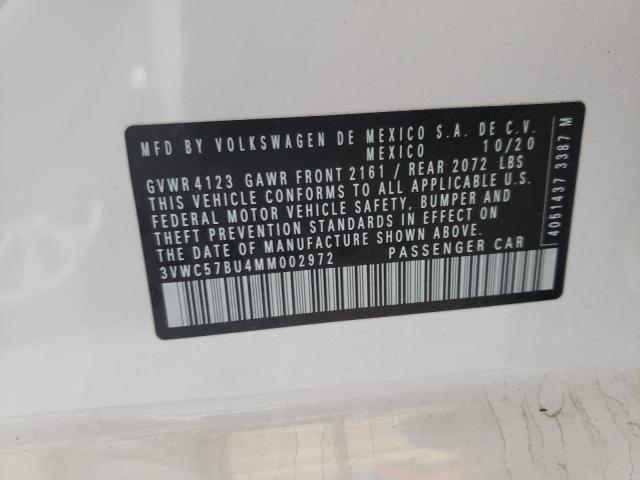 MFD BY VOLKSWAGEN DE MEXICO S.A. DE C.V.
MEXICO 10/20
GVWR 4123 GAWR FRONT 2161 / REAR 2072 LBS
THIS VEHICLE CONFORMS TO ALL APPLICABLE U.S.
FEDERAL MOTOR VEHICLE SAFETY, BUMPER AND
THEFT PREVENTION STANDARDS IN EFFECT ON
THE DATE OF MANUFACTURE SHOWN ABOVE.
3VWC57BU4MM002972 PASSENGER CAR
4051437 3387 M